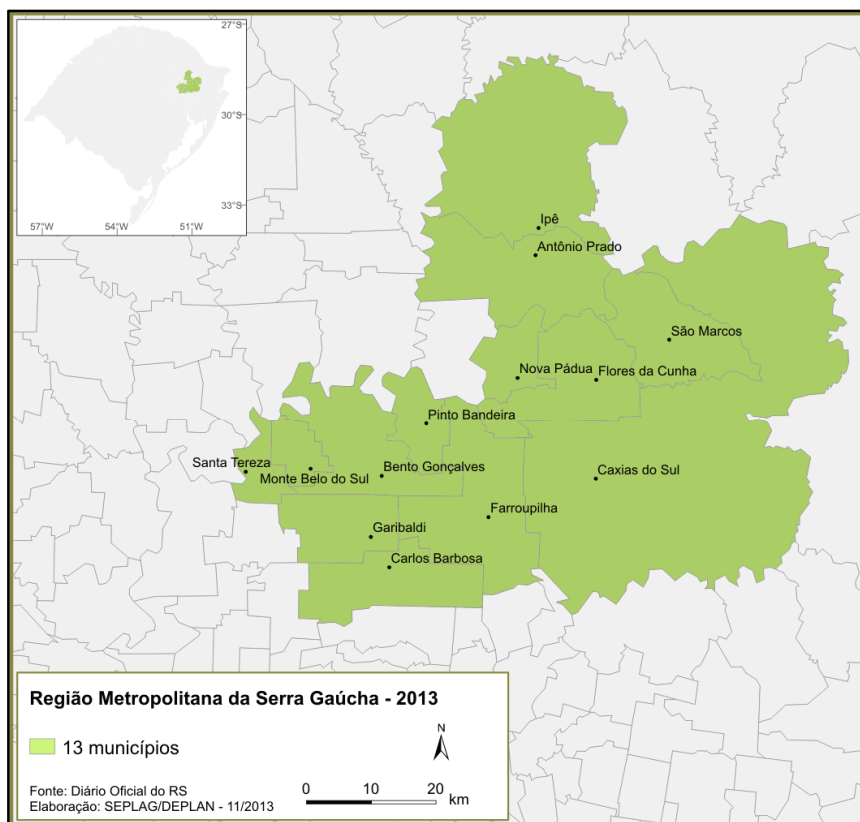 27°S
30°S
33°S
57°W
54°W
51°W
Ipê
Antônio Prado
São Marcos
Nova Pádua
Flores da Cunha
Pinto Bandeira
Santa Tereza
Monte Belo do Sul
Bento Gonçalves
Caxias do Sul
Farroupilha
Garibaldi
Carlos Barbosa
Região Metropolitana da Serra Gaúcha - 2013
13 municípios
N
Fonte: Diário Oficial do RS
Elaboração: SEPLAG/DEPLAN - 11/2013
0 10 20
km